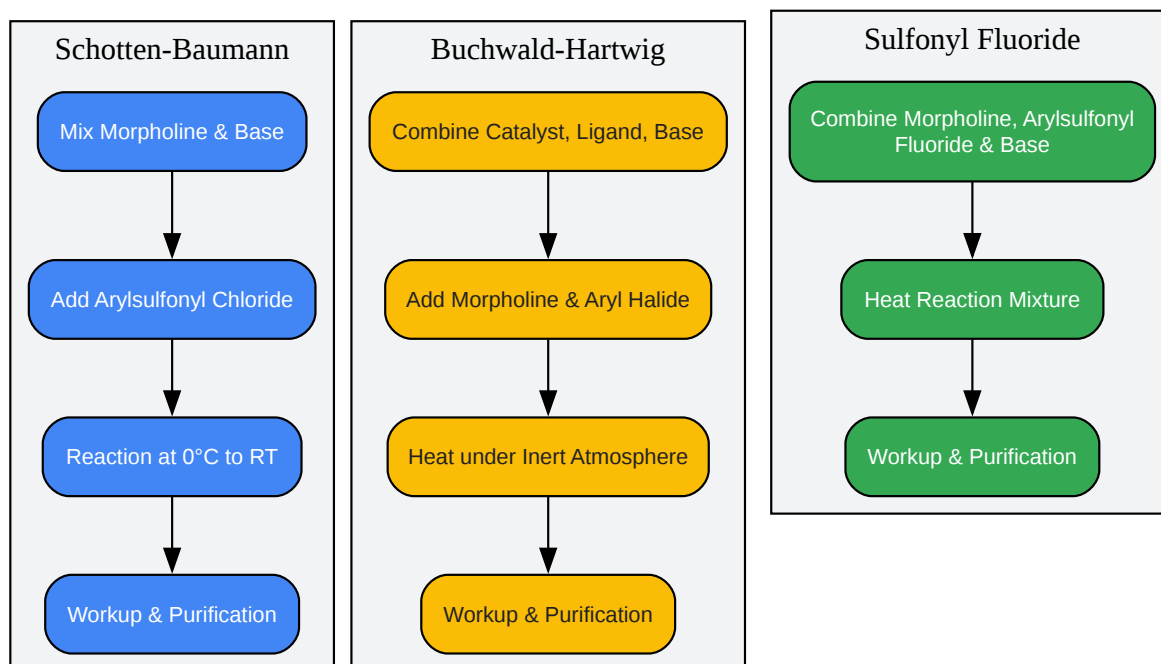 Schotten-Baumann
Mix Morpholine & Base
Add Arylsulfonyl Chloride
Reaction at 0°C to RT
Workup & Purification
Buchwald-Hartwig
Combine Catalyst, Ligand, Base
Add Morpholine & Aryl Halide
Heat under Inert Atmosphere
Workup & Purification
Sulfonyl Fluoride
Combine Morpholine, Arylsulfonyl
Fluoride & Base
Heat Reaction Mixture
Workup & Purification